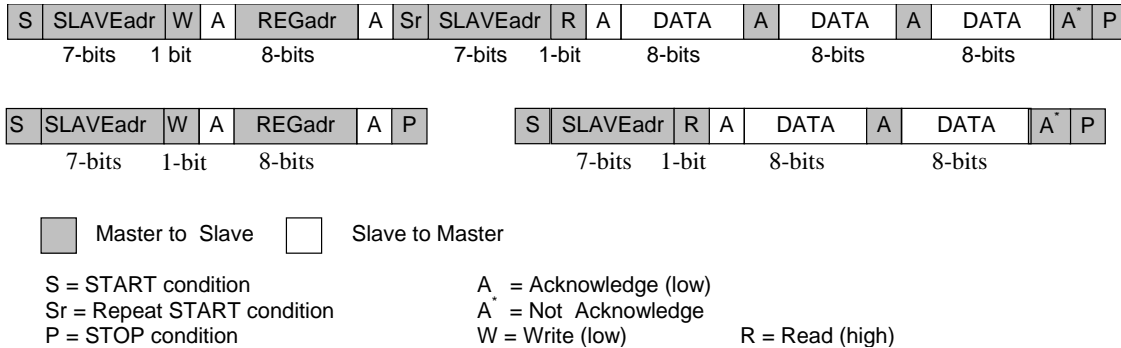 S SLAVEadr W A REGadr A Sr SLAVEadr R A DATA A DATA A DATA A* P
7-bits 1 bit 8-bits 7-bits 1-bit 8-bits 8-bits 8-bits
S SLAVEadr W A REGadr A P S SLAVEadr R A DATA A DATA A* P
7-bits 1-bit 8-bits 7-bits 1-bit 8-bits 8-bits
Master to Slave Slave to Master
S = START condition A = Acknowledge (low)
Sr = Repeat START condition A* = Not Acknowledge
P = STOP condition W = Write (low) R = Read (high)